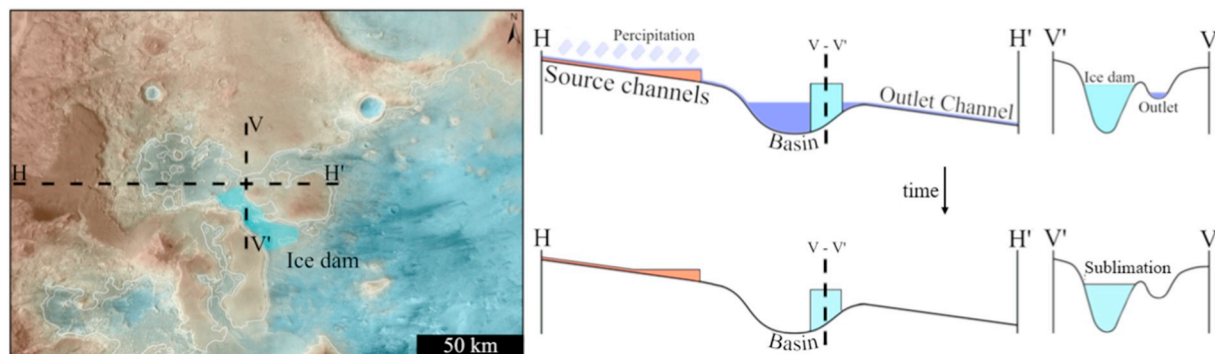 N
V
H
H'
V'
Ice dam
50 km
H
Percipitation
V - V'
H'
V'
V
Source channels
Ice dam
Outlet Channel
Outlet
Basin
time
H
V - V'
H'
V'
V
Sublimation
Basin